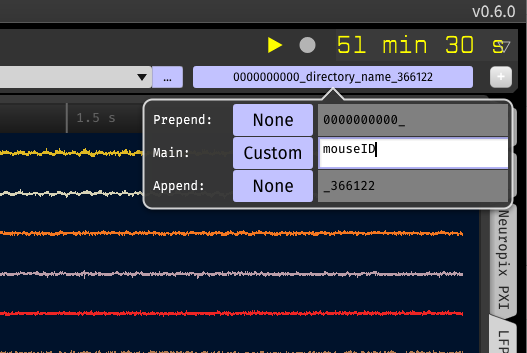 v0.6.0
51 min 30 s
... 0000000000_directory_name_366122 +
1.5 s
Prepend: None 0000000000_
Main: Custom mouseID
Append: None _366122
Neuropix PXI
LFP